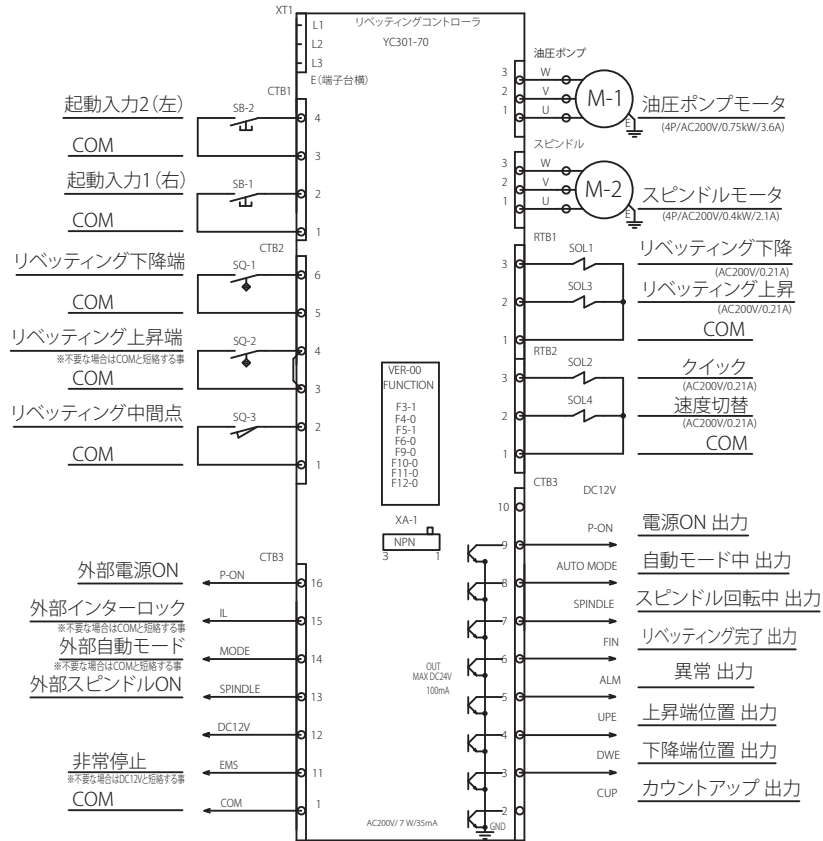 XT1
L1
L2
L3
リベッティングコントローラ
YC301-70
E(端子台横)
CTB1
起動入力2(左)
SB-2
4
COM
3
起動入力1(右)
SB-1
2
COM
1
CTB2
リベッティング下降端
SQ-1
6
COM
5
リベッティング上昇端
※不要な場合はCOMと短絡する事
SQ-2
4
COM
3
リベッティング中間点
SQ-3
2
COM
1
VER-00
FUNCTION
F3-1
F4-0
F5-1
F6-0
F9-0
F10-0
F11-0
F12-0
XA-1
NPN
3 1
CTB3
外部電源ON
P-ON
16
外部インターロック
※不要な場合はCOMと短絡する事
IL
15
外部自動モード
※不要な場合はCOMと短絡する事
MODE
14
外部スピンドルON
SPINDLE
13
DC12V
12
非常停止
※不要な場合はDC12Vと短絡する事
EMS
11
COM
COM
1
OUT
MAX DC24V
100mA
AC200V/ 7 W/35mA
GND
油圧ポンプ
3 W
2 V
1 U
M-1
E
油圧ポンプモータ
(4P/AC200V/0.75kW/3.6A)
スピンドル
3 W
2 V
1 U
M-2
E
スピンドルモータ
(4P/AC200V/0.4kW/2.1A)
RTB1
3
SOL1
リベッティング下降
(AC200V/0.21A)
2
SOL3
リベッティング上昇
(AC200V/0.21A)
1
COM
RTB2
3
SOL2
クイック
(AC200V/0.21A)
2
SOL4
速度切替
(AC200V/0.21A)
1
COM
CTB3
DC12V
10
P-ON
電源ON 出力
9
AUTO MODE
自動モード中 出力
8
SPINDLE
スピンドル回転中 出力
7
FIN
リベッティング完了 出力
6
ALM
異常 出力
5
UPE
上昇端位置 出力
4
DWE
下降端位置 出力
3
CUP
カウントアップ 出力
2